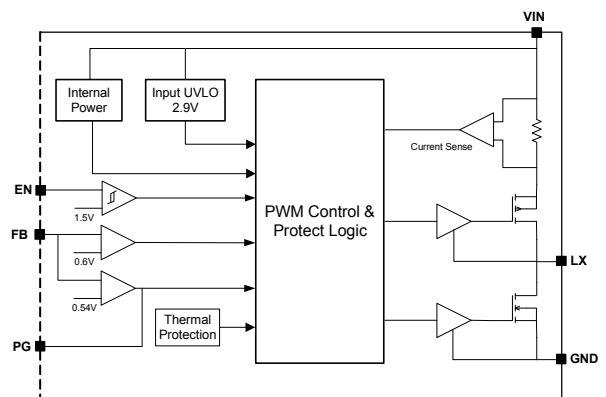 VIN
Internal
Power
Input UVLO
2.9V
Current Sense
EN
1.5V
PWM Control &
Protect Logic
FB
0.6V
LX
0.54V
Thermal
Protection
PG
GND